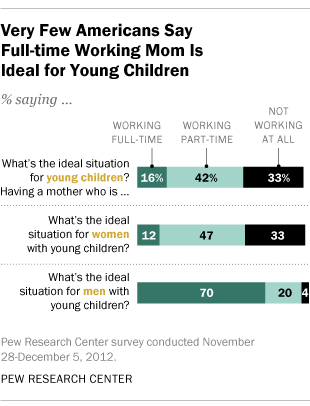 Very Few Americans Say
Full-time Working Mom Is
Ideal for Young Children
% saying ...
WORKING
FULL-TIME
WORKING
PART-TIME
NOT
WORKING
AT ALL
What's the ideal situation
for young children?
Having a mother who is ...
16%
42%
33%
What's the ideal
situation for women
with young children?
12
47
33
What's the ideal
situation for men with
young children?
70
20
4
Pew Research Center survey conducted November
28-December 5, 2012.
PEW RESEARCH CENTER